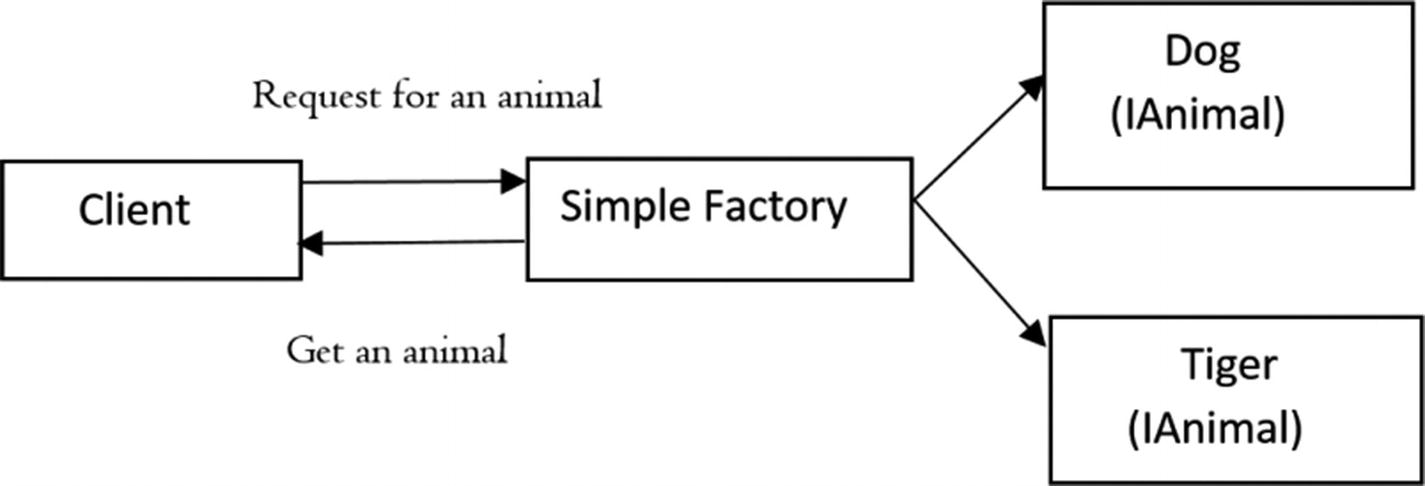 Request for an animal
Client
Simple Factory
Get an animal
Dog
(IAnimal)
Tiger
(IAnimal)